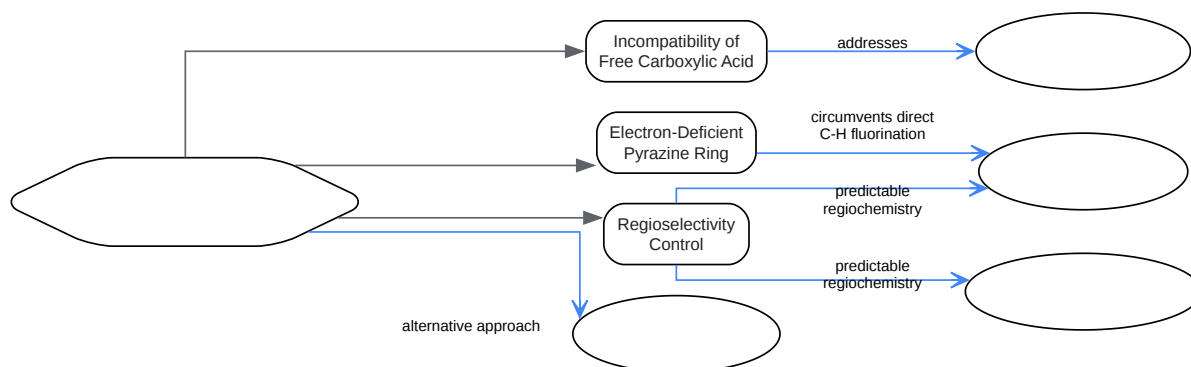 Incompatibility of
Free Carboxylic Acid
addresses
Electron-Deficient
Pyrazine Ring
circumvents direct
C-H fluorination
predictable
regiochemistry
Regioselectivity
Control
predictable
regiochemistry
alternative approach